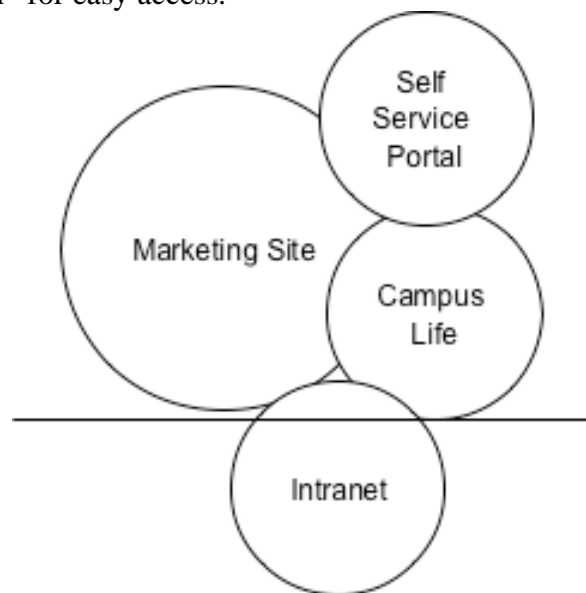 for easy access.
Self
Service
Portal
Marketing Site
Campus
Life
Intranet